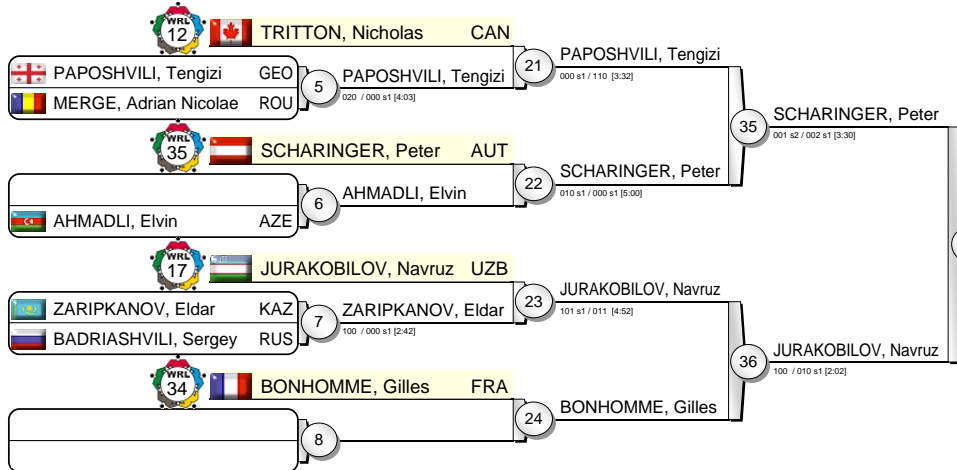 WRL
12
TRITTON, Nicholas CAN
PAPOSHVILI, Tengizi GEO
MERGE, Adrian Nicolae ROU
5
PAPOSHVILI, Tengizi
020 / 000 s1 [4:03]
21
PAPOSHVILI, Tengizi
000 s1 / 110 [3:32]
WRL
35
SCHARINGER, Peter AUT
AHMADLI, Elvin AZE
6
AHMADLI, Elvin
22
SCHARINGER, Peter
010 s1 / 000 s1 [5:00]
35
SCHARINGER, Peter
001 s2 / 002 s1 [3:30]
WRL
17
JURAKOBILOV, Navruz UZB
ZARIPKANOV, Eldar KAZ
BADRIASHVILI, Sergey RUS
7
ZARIPKANOV, Eldar
100 / 000 s1 [2:42]
23
JURAKOBILOV, Navruz
101 s1 / 011 [4:52]
WRL
34
BONHOMME, Gilles FRA
8
24
BONHOMME, Gilles
36
JURAKOBILOV, Navruz
100 / 010 s1 [2:02]